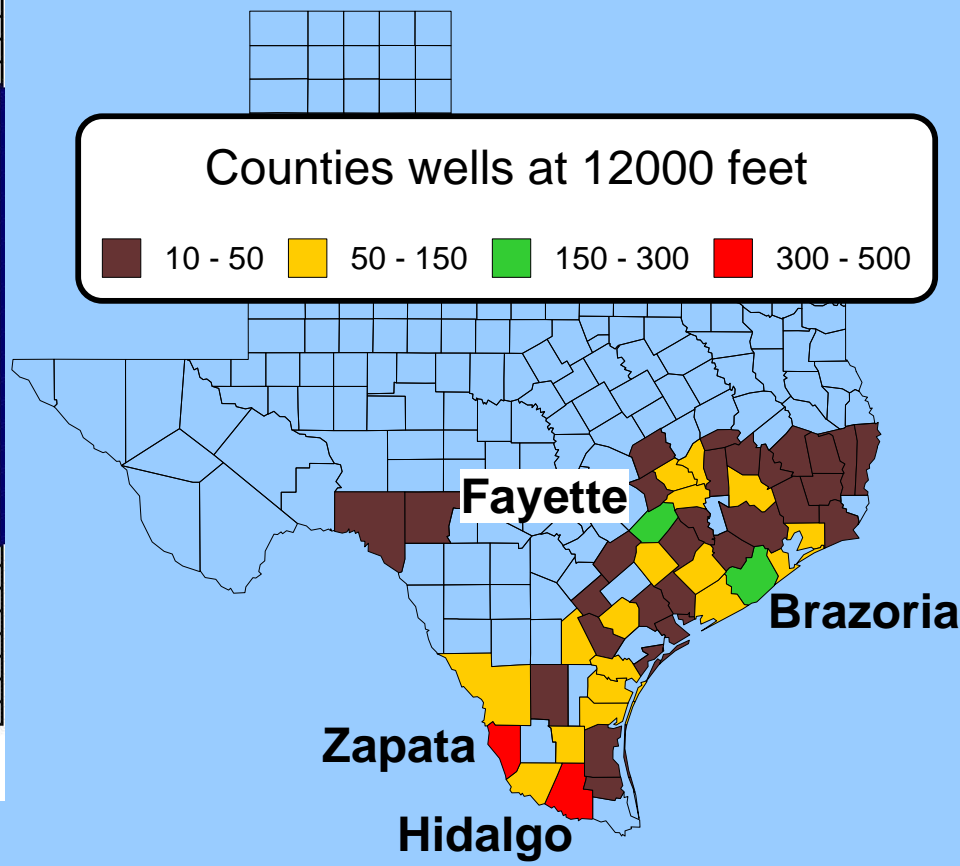 Counties wells at 12000 feet
10 - 50 50 - 150 150 - 300 300 - 500
Fayette
Brazoria
Zapata
Hidalgo